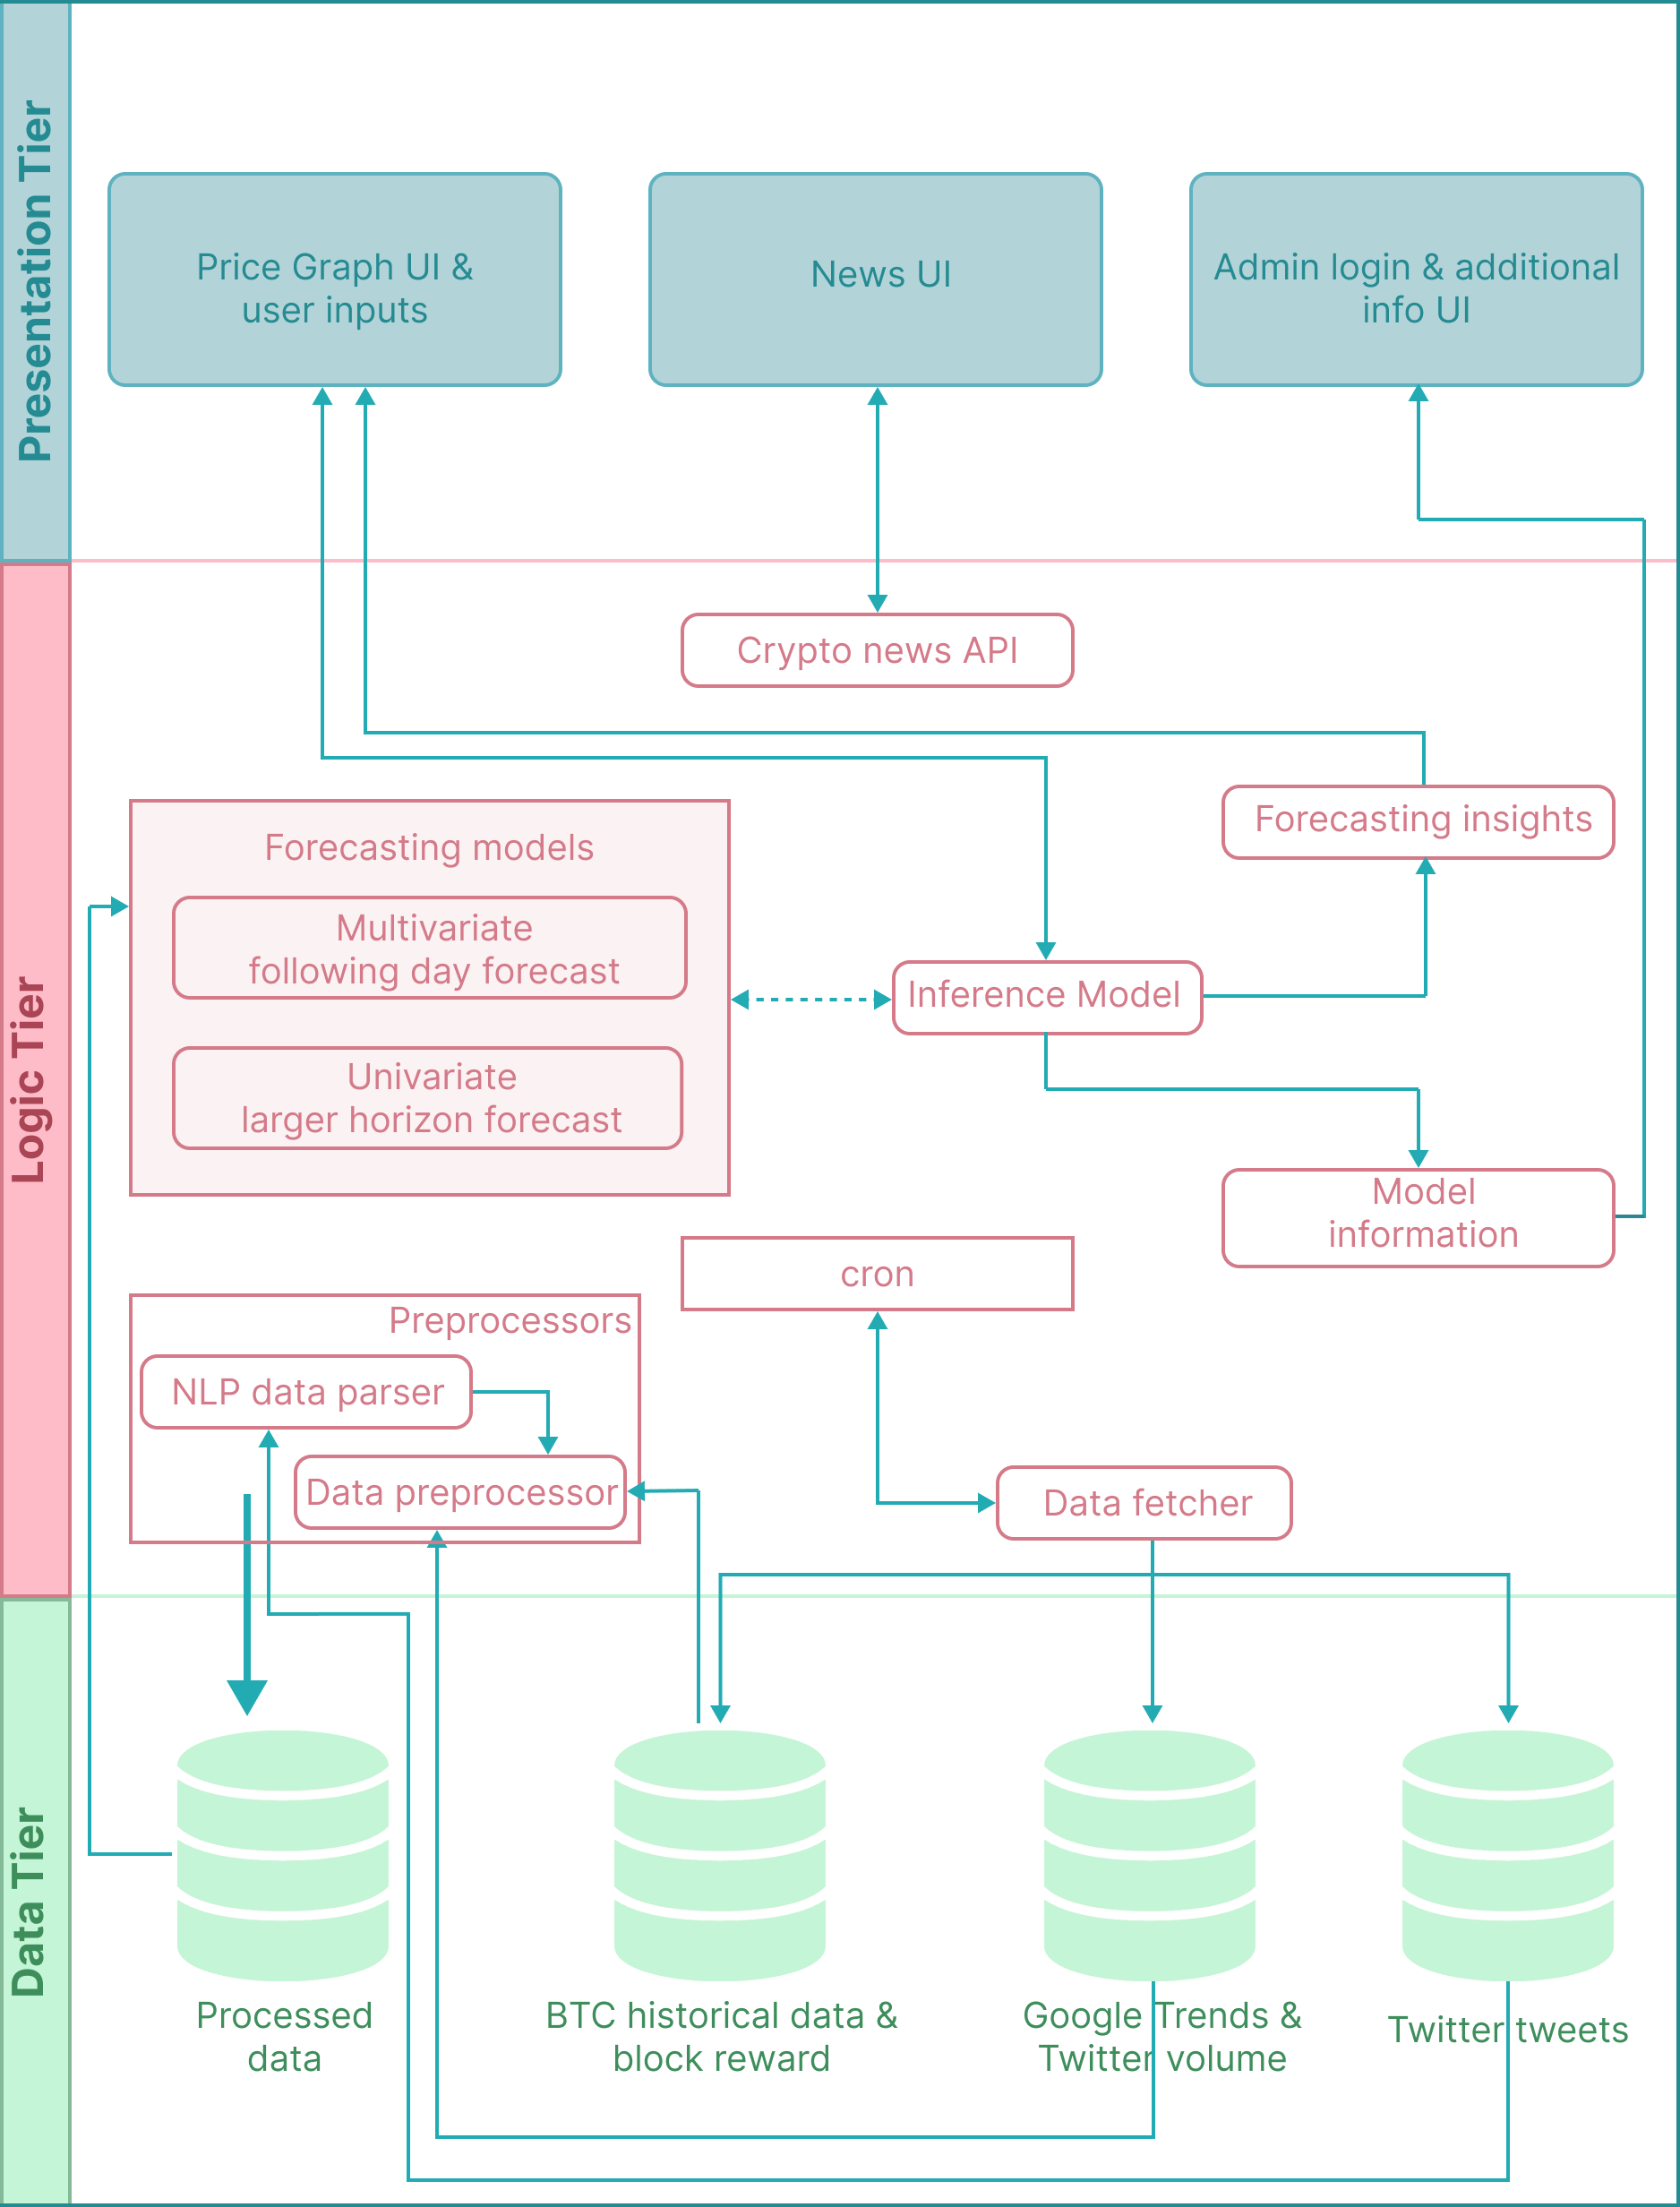 Presentation Tier
Price Graph UI &
user inputs
News UI
Admin login & additional
info UI
Logic Tier
Crypto news API
Forecasting insights
Forecasting models
Multivariate
following day forecast
Inference Model
Univariate
larger horizon forecast
Model
information
cron
Preprocessors
NLP data parser
Data preprocessor
Data fetcher
Data Tier
Processed
data
BTC historical data &
block reward
Google Trends &
Twitter volume
Twitter tweets